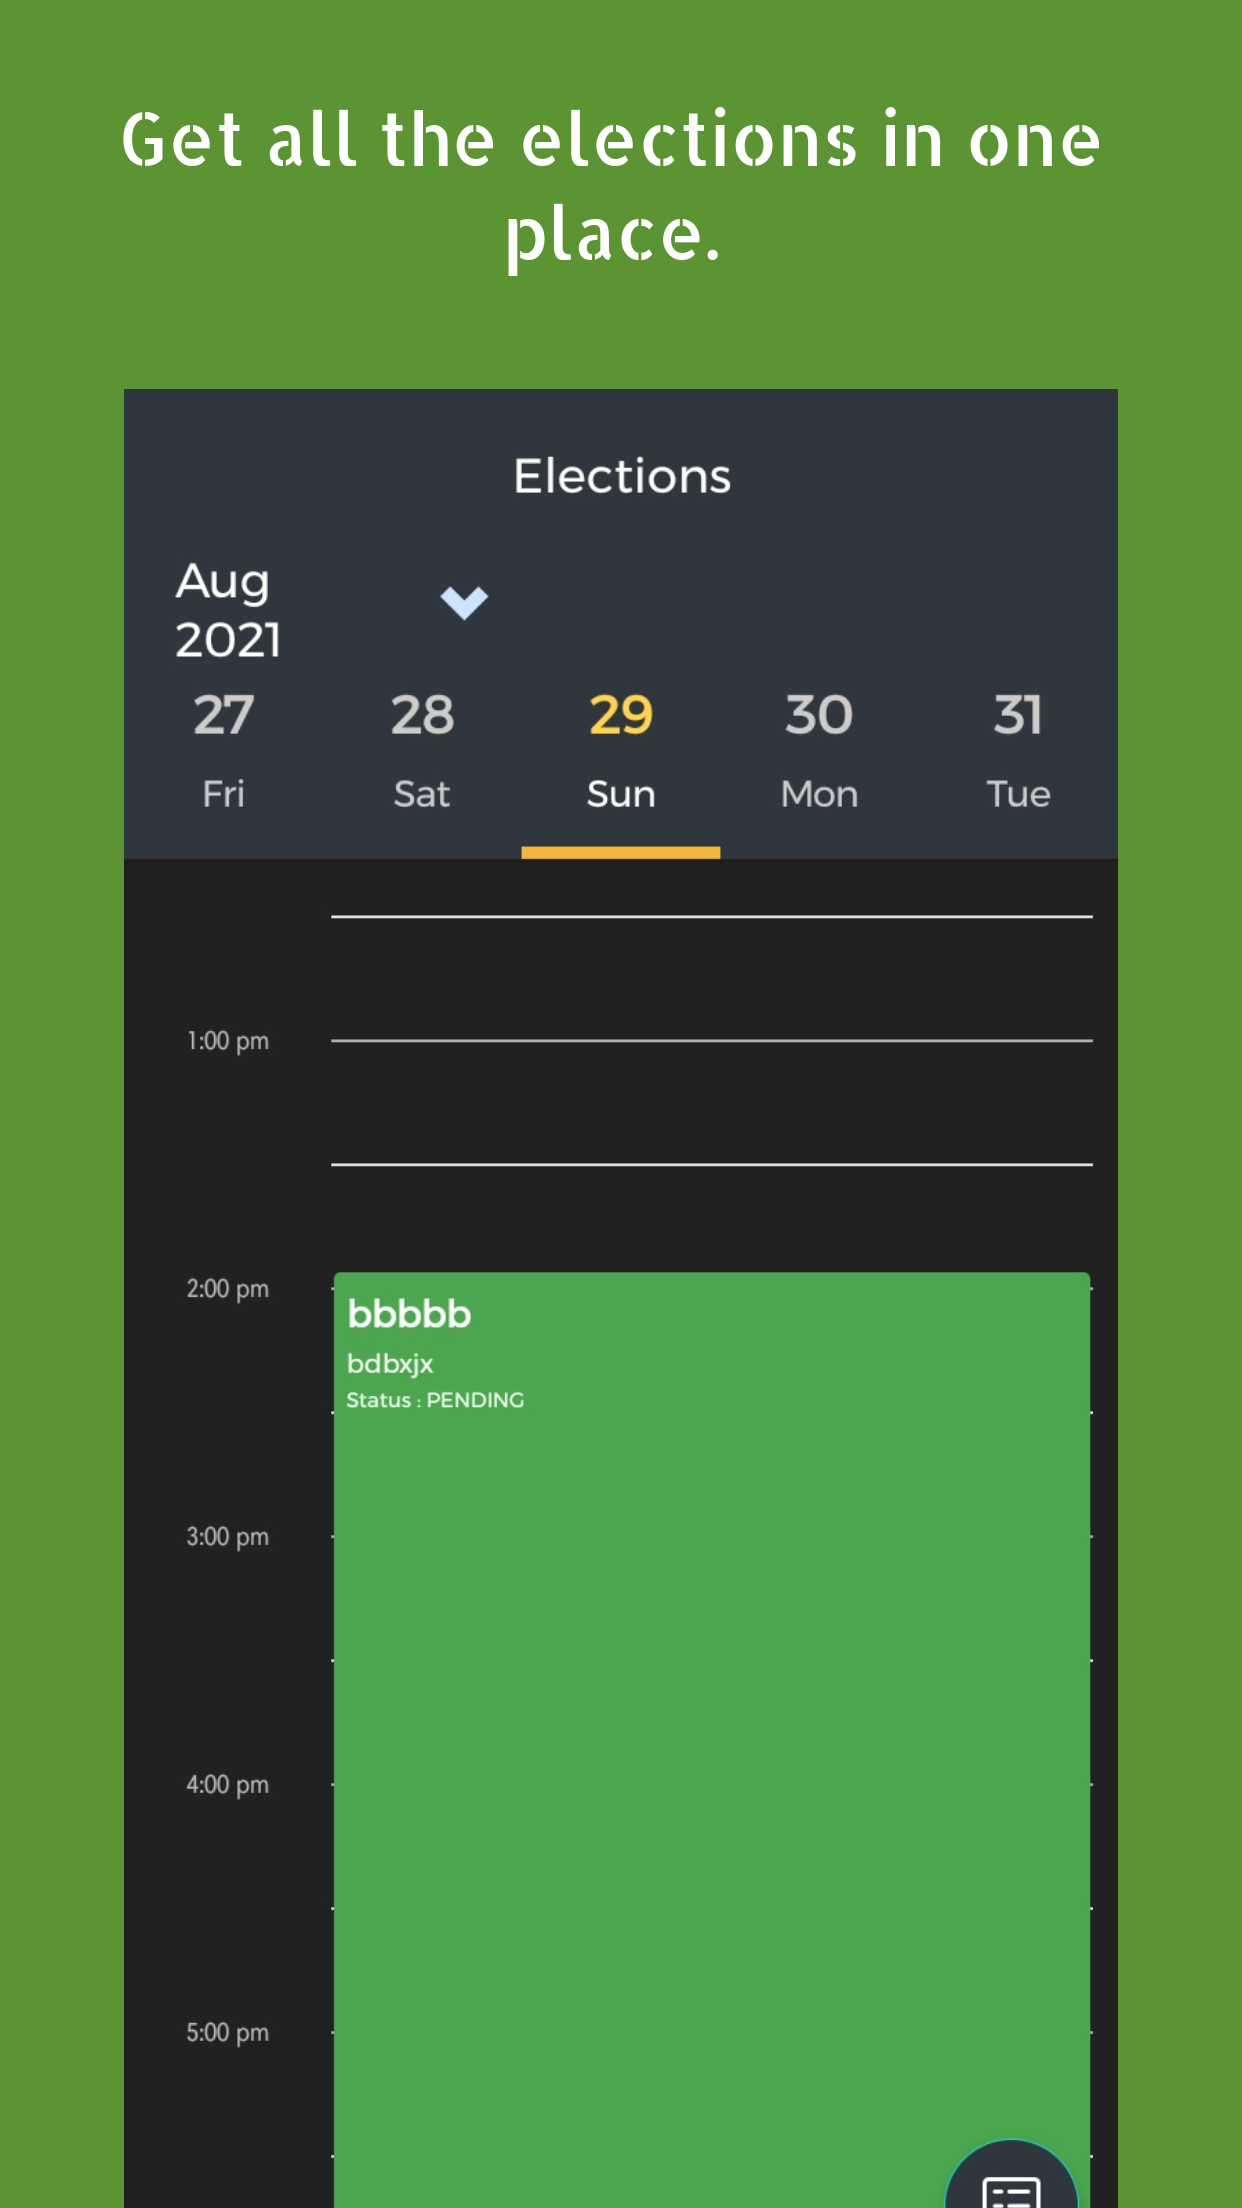 Get all the elections in one
place.
Elections
Aug
2021
27 28 29 30 31
Fri Sat Sun Mon Tue
1:00 pm
2:00 pm
bbbbb
bdbxjx
Status : PENDING
3:00 pm
4:00 pm
5:00 pm